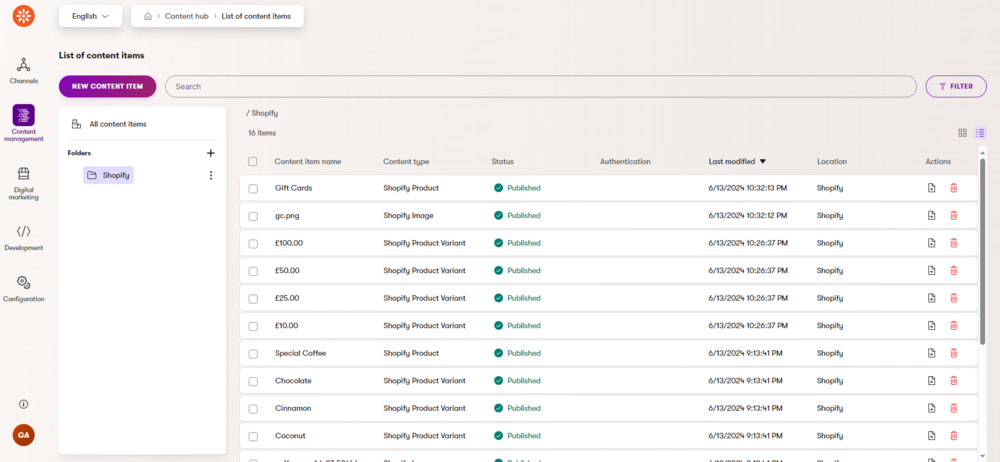 English
Content hub
List of content items
List of content items
NEW CONTENT ITEM
Search
FILTER
Channels
Content
management
Digital
marketing
Development
Configuration
GA
All content items
Folders
Shopify
/ Shopify
16 items
Content item name Content type Status Authentication Last modified Location Actions
Gift Cards Shopify Product Published 6/13/2024 10:32:13 PM Shopify
gc.png Shopify Image Published 6/13/2024 10:32:12 PM Shopify
£100.00 Shopify Product Variant Published 6/13/2024 10:26:37 PM Shopify
£50.00 Shopify Product Variant Published 6/13/2024 10:26:37 PM Shopify
£25.00 Shopify Product Variant Published 6/13/2024 10:26:37 PM Shopify
£10.00 Shopify Product Variant Published 6/13/2024 10:26:37 PM Shopify
Special Coffee Shopify Product Published 6/13/2024 9:13:41 PM Shopify
Chocolate Shopify Product Variant Published 6/13/2024 9:13:41 PM Shopify
Cinnamon Shopify Product Variant Published 6/13/2024 9:13:41 PM Shopify
Coconut Shopify Product Variant Published 6/13/2024 9:13:41 PM Shopify